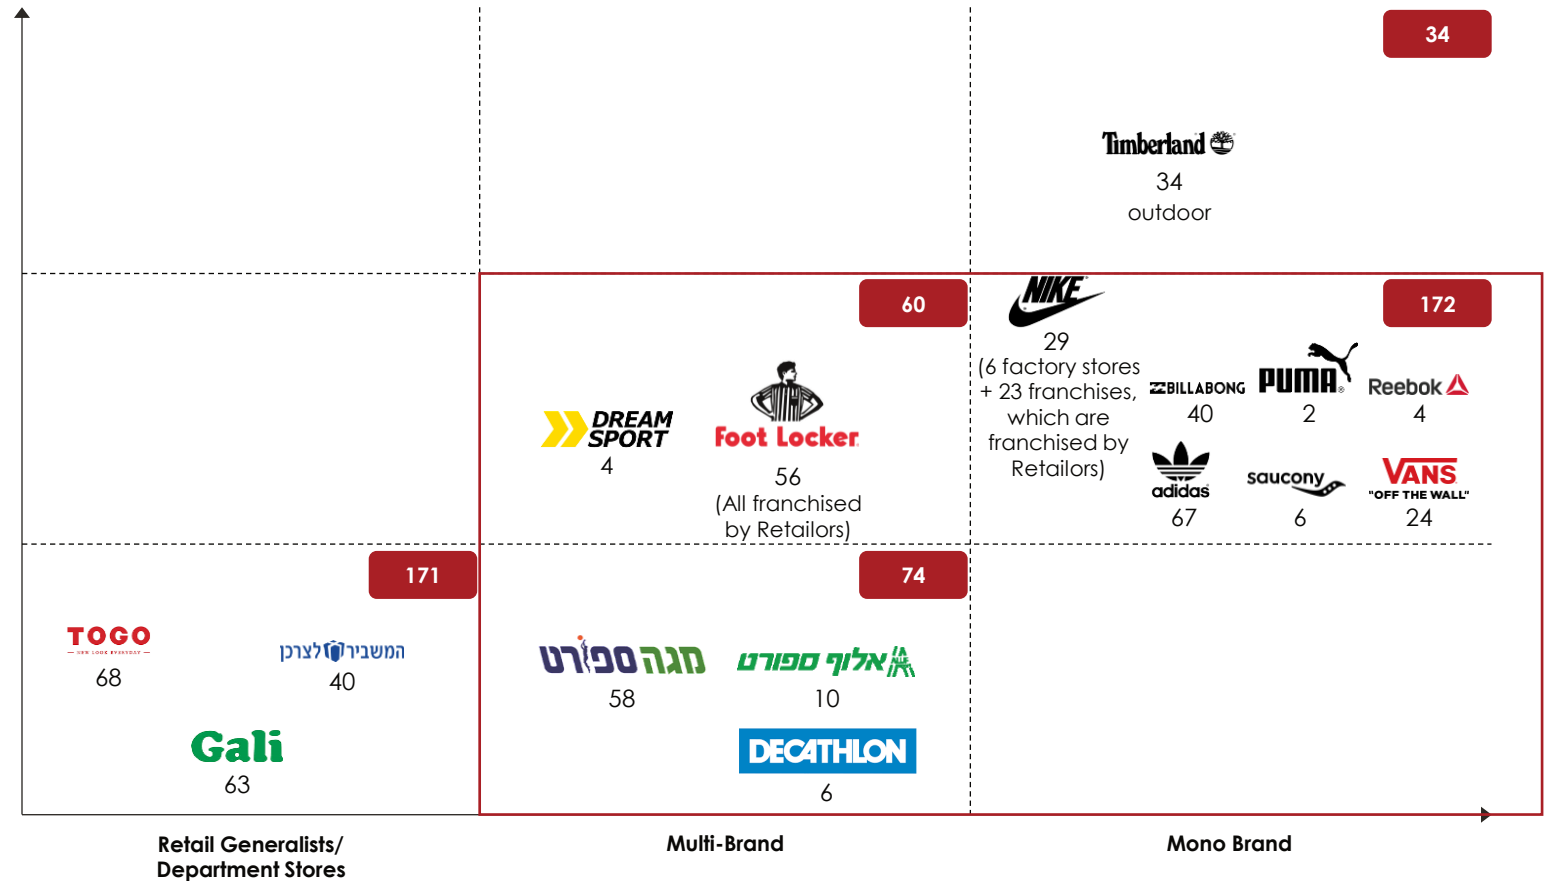 34
Timberland
34
outdoor
60
172
NIKE
29
(6 factory stores
+ 23 franchises,
which are
franchised by
Retailors)
BILLABONG
40
PUMA
2
Reebok
4
DREAM
SPORT
4
Foot Locker
56
(All franchised
by Retailors)
adidas
67
saucony
6
VANS
"OFF THE WALL"
24
171
74
TOGO
NEW LOOK EVERYDAY
68
המשביר לצרכן
40
Gali
63
מגה ספורט
58
אלוף ספורט
10
DECATHLON
6
Retail Generalists/
Department Stores
Multi-Brand
Mono Brand